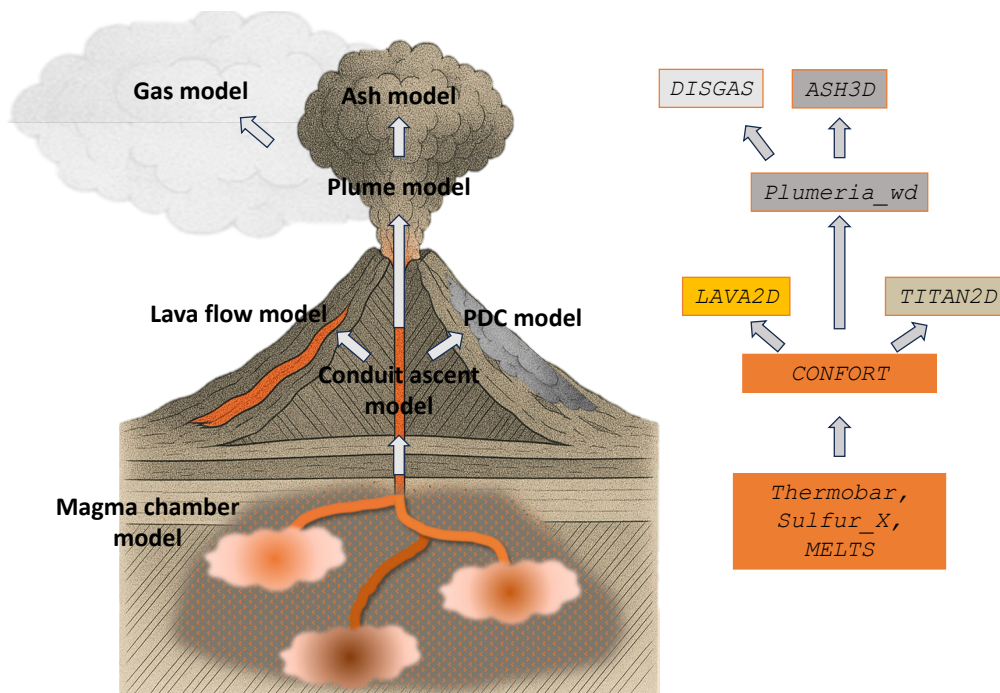 Gas model
Ash model
Plume model
Lava flow model
PDC model
Conduit ascent
model
Magma chamber
model
DISGAS
ASH3D
Plumeria_wd
LAVA2D
TITAN2D
CONFORT
Thermobar,
Sulfur_X,
MELTS